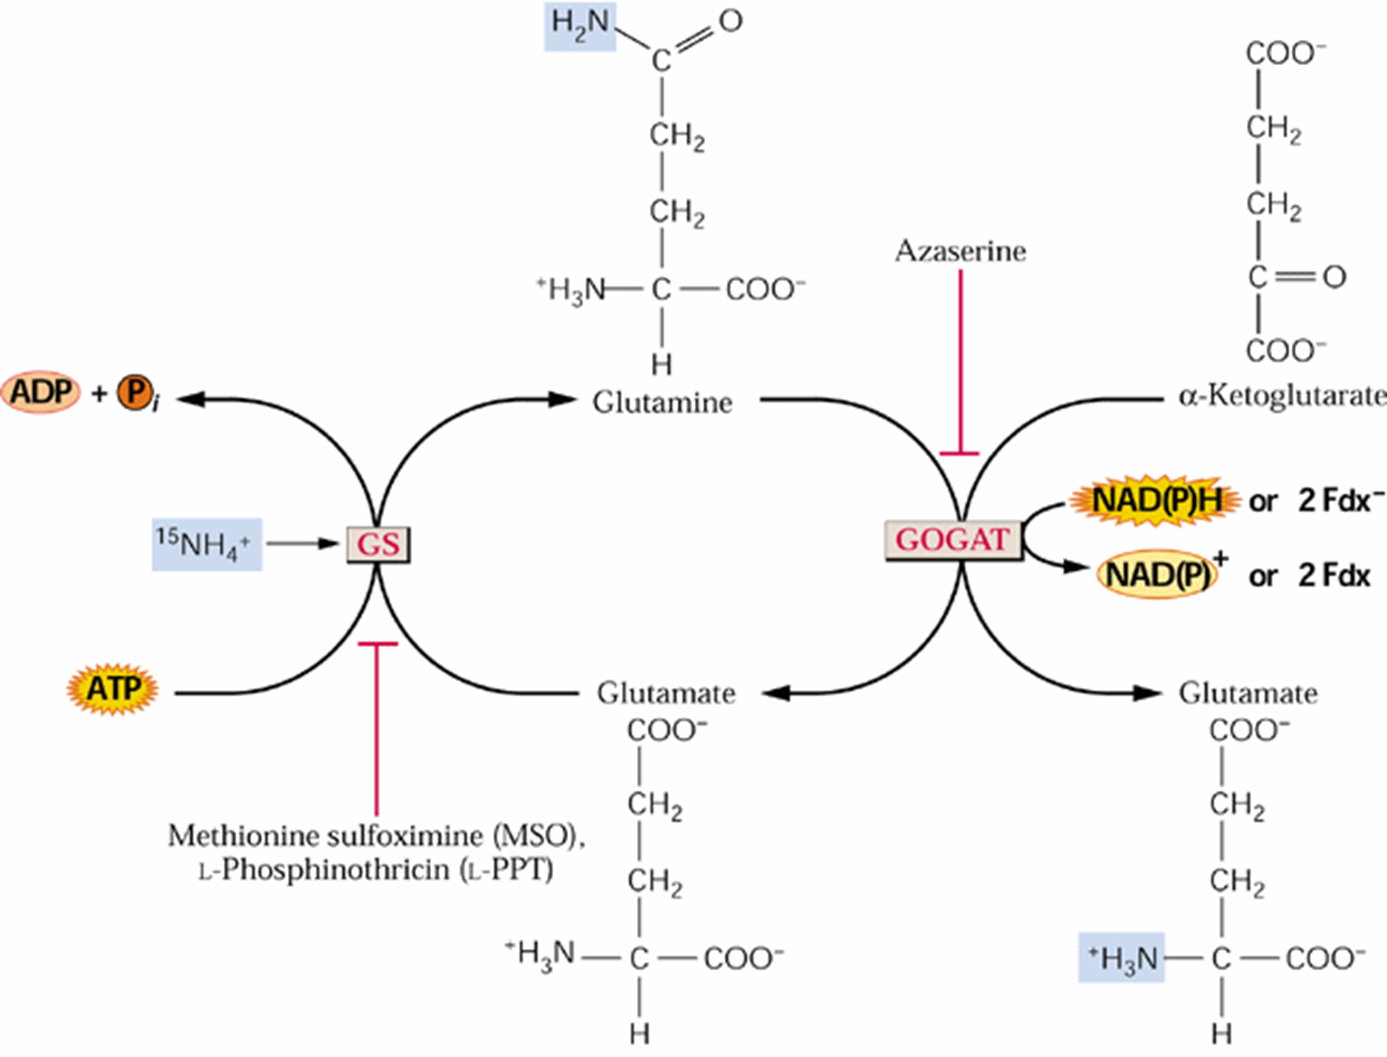 H₂N
O
C
CH₂
CH₂
⁺H₃N—C—COO⁻
H
Glutamine
Azaserine
COO⁻
CH₂
CH₂
C=O
COO⁻
α-Ketoglutarate
ADP + Pi
¹⁵NH₄⁺
GS
GOGAT
NAD(P)H or 2 Fdx⁻
NAD(P)⁺ or 2 Fdx
ATP
Methionine sulfoximine (MSO),
L-Phosphinothricin (L-PPT)
Glutamate
COO⁻
CH₂
CH₂
⁺H₃N—C—COO⁻
H
Glutamate
COO⁻
CH₂
CH₂
⁺H₃N—C—COO⁻
H